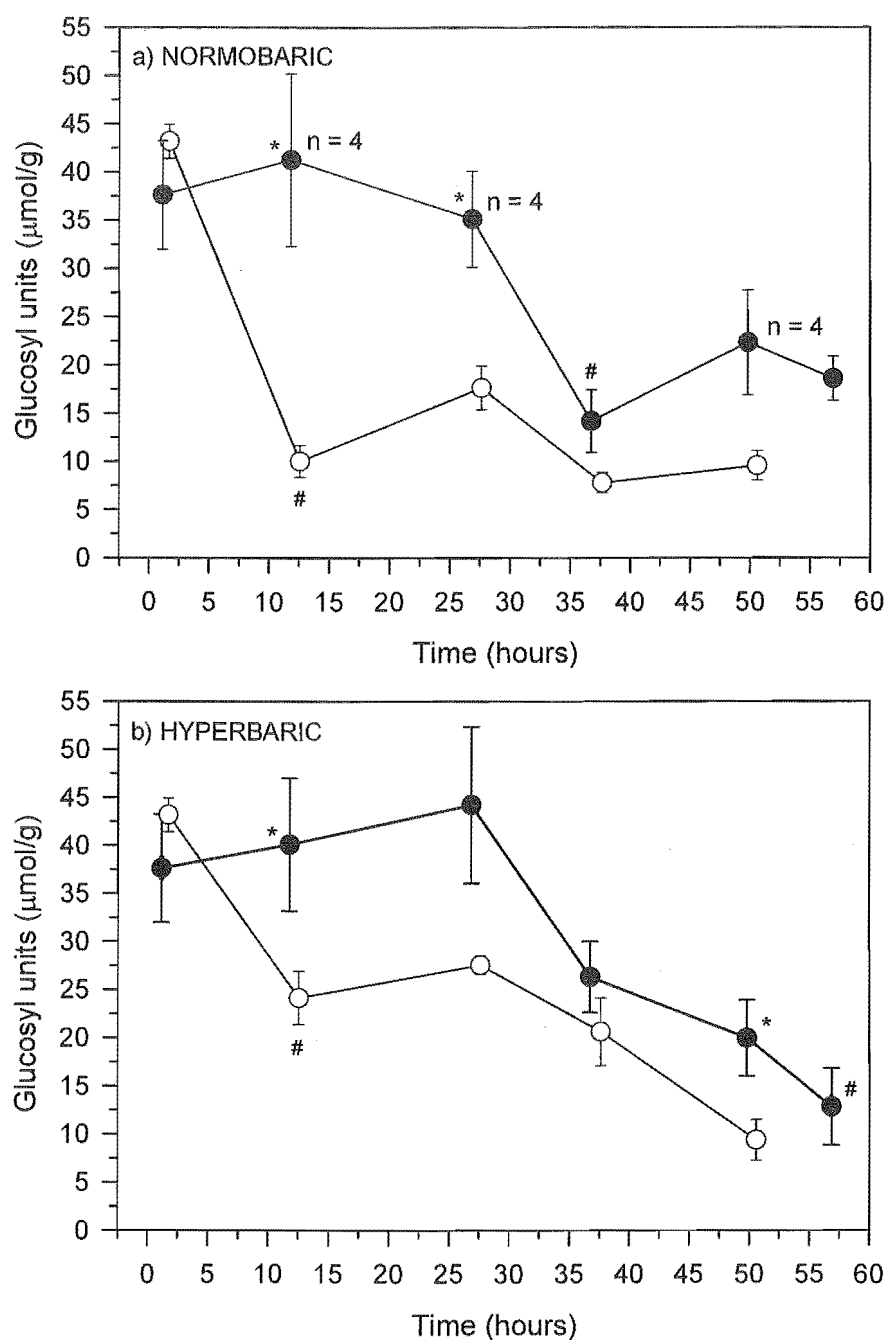 55
50
45
40
35
30
25
20
15
10
5
0
Glucosyl units (µmol/g)
a) NORMOBARIC
* n = 4
* n = 4
#
n = 4
#
0 5 10 15 20 25 30 35 40 45 50 55 60
Time (hours)
55
50
45
40
35
30
25
20
15
10
5
0
Glucosyl units (µmol/g)
b) HYPERBARIC
*
*
#
#
0 5 10 15 20 25 30 35 40 45 50 55 60
Time (hours)